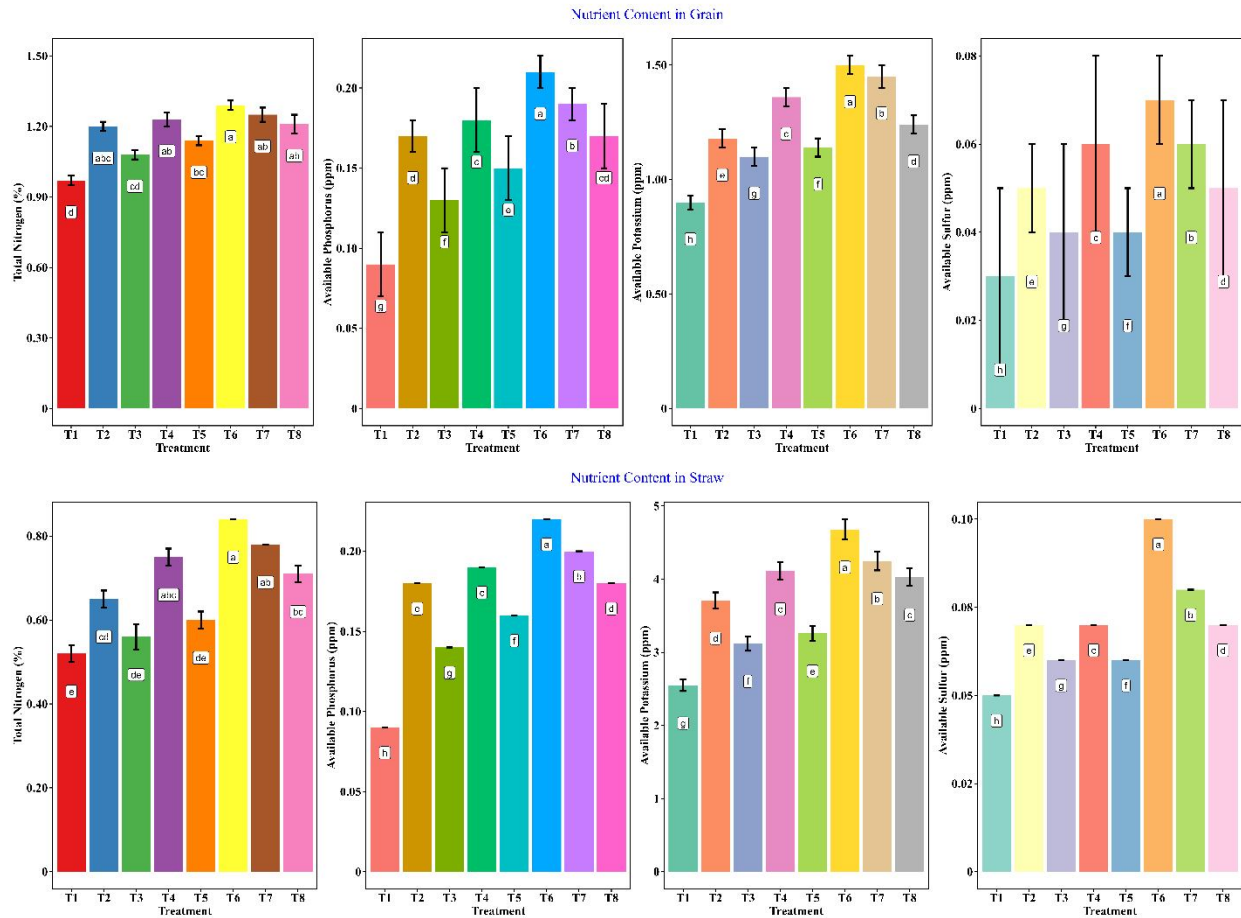 Nutrient Content in Grain
Total Nitrogen (%)
1.50
1.20
0.90
0.60
0.30
0
d
abc
cd
ab
bc
a
ab
ab
T1 T2 T3 T4 T5 T6 T7 T8
Treatment
Available Phosphorus (ppm)
0.20
0.15
0.10
0.05
0
g
d
f
c
e
a
b
cd
T1 T2 T3 T4 T5 T6 T7 T8
Treatment
Available Potassium (ppm)
1.50
1.00
0.50
0
h
e
g
c
f
a
b
d
T1 T2 T3 T4 T5 T6 T7 T8
Treatment
Available Sulfur (ppm)
0.08
0.06
0.04
0.02
0
h
e
g
c
f
a
b
d
T1 T2 T3 T4 T5 T6 T7 T8
Treatment
Nutrient Content in Straw
Total Nitrogen (%)
0.80
0.60
0.40
0.20
0.00
e
cd
de
abc
de
a
ab
bc
T1 T2 T3 T4 T5 T6 T7 T8
Treatment
Available Phosphorus (ppm)
0.20
0.15
0.10
0.05
0.00
h
e
g
c
f
a
b
d
T1 T2 T3 T4 T5 T6 T7 T8
Treatment
Available Potassium (ppm)
5
4
3
2
1
0
g
d
f
c
e
a
b
c
T1 T2 T3 T4 T5 T6 T7 T8
Treatment
Available Sulfur (ppm)
0.10
0.08
0.05
0.02
0.00
h
e
g
c
f
a
b
d
T1 T2 T3 T4 T5 T6 T7 T8
Treatment